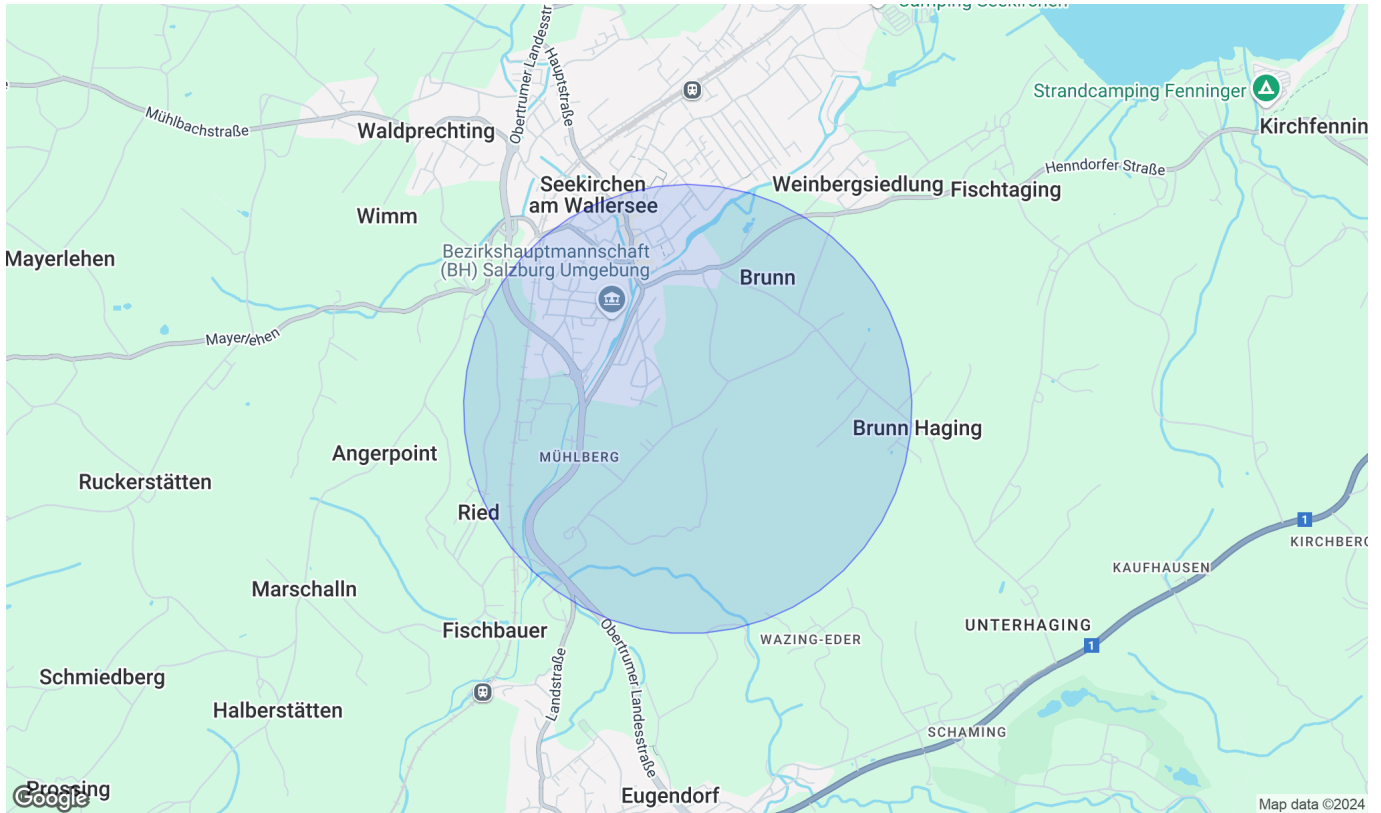 Camping Seekirchen
Obertrumer Landesstr
Hauptstraße
Strandcamping Fenninger
Mühlbachstraße
Waldprechting
Kirchfennin
Henndorfer Straße
Seekirchen
am Wallersee
Weinbergsiedlung
Fischtaging
Wimm
Mayerlehen
Bezirkshauptmannschaft
(BH) Salzburg Umgebung
Brunn
Mayerlehen
Brunn Haging
Angerpoint
MÜHLBERG
Ruckerstätten
Ried
1
KIRCHBERG
KAUFHAUSEN
Marschalln
Fischbauer
UNTERHAGING
WAZING-EDER
1
Schmiedberg
Obertrumer Landesstraße
Landstraße
Halberstätten
SCHAMING
Prossing
Google
Eugendorf
Map data ©2024